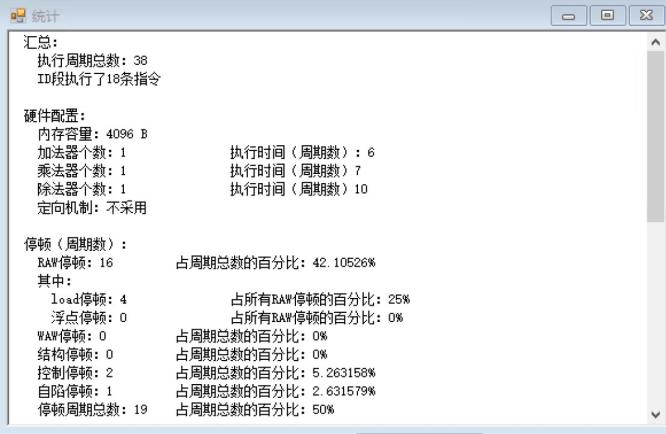 统计
汇总:
执行周期总数: 38
ID段执行了18条指令
硬件配置:
内存容量: 4096 B
加法器个数: 1 执行时间（周期数）: 6
乘法器个数: 1 执行时间（周期数）7
除法器个数: 1 执行时间（周期数）10
定向机制: 不采用
停顿（周期数）:
RAW停顿: 16 占周期总数的百分比: 42.10526%
其中:
load停顿: 4 占所有RAW停顿的百分比: 25%
浮点停顿: 0 占所有RAW停顿的百分比: 0%
WAW停顿: 0 占周期总数的百分比: 0%
结构停顿: 0 占周期总数的百分比: 0%
控制停顿: 2 占周期总数的百分比: 5.263158%
自陷停顿: 1 占周期总数的百分比: 2.631579%
停顿周期总数: 19 占周期总数的百分比: 50%